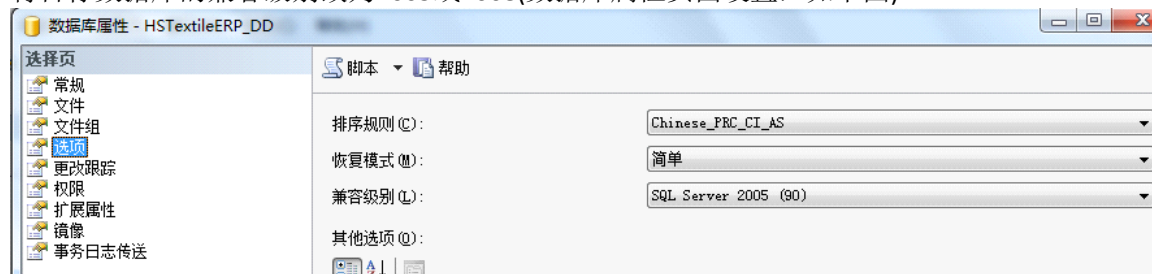 数据库属性 - HSTextileERP_DD
选择页
常规
文件
文件组
选项
更改跟踪
权限
扩展属性
镜像
事务日志传送
脚本 帮助
排序规则(C): Chinese_PRC_CI_AS
恢复模式(M): 简单
兼容级别(L): SQL Server 2005 (90)
其他选项(O):